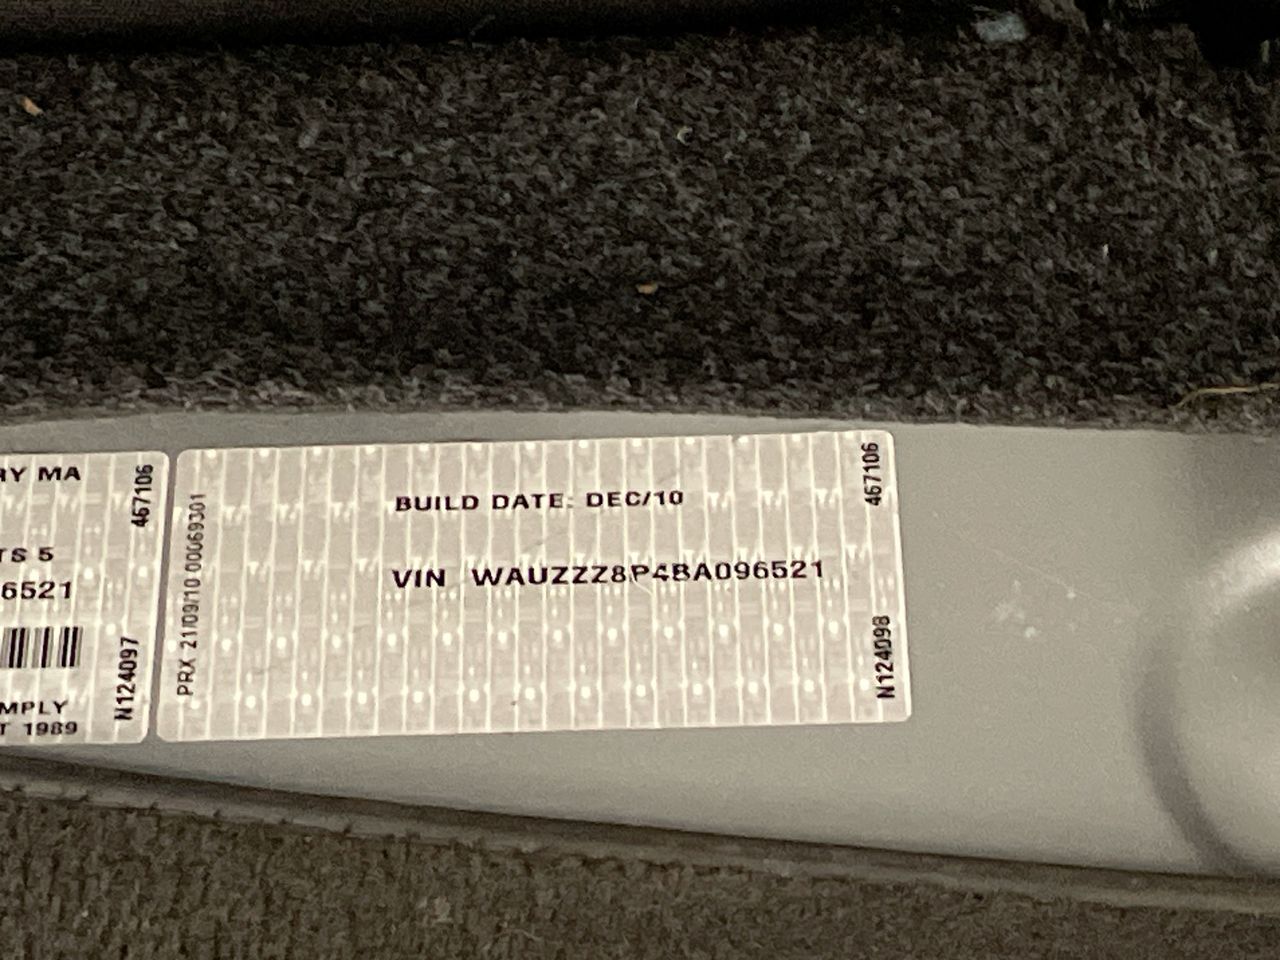 RY MA
467106
TS 5
6521
N124097
MPLY
T 1989
PRX 21/09/10 00069301
BUILD DATE: DEC/10
VIN WAUZZZ8P4BA096521
467106
N124098